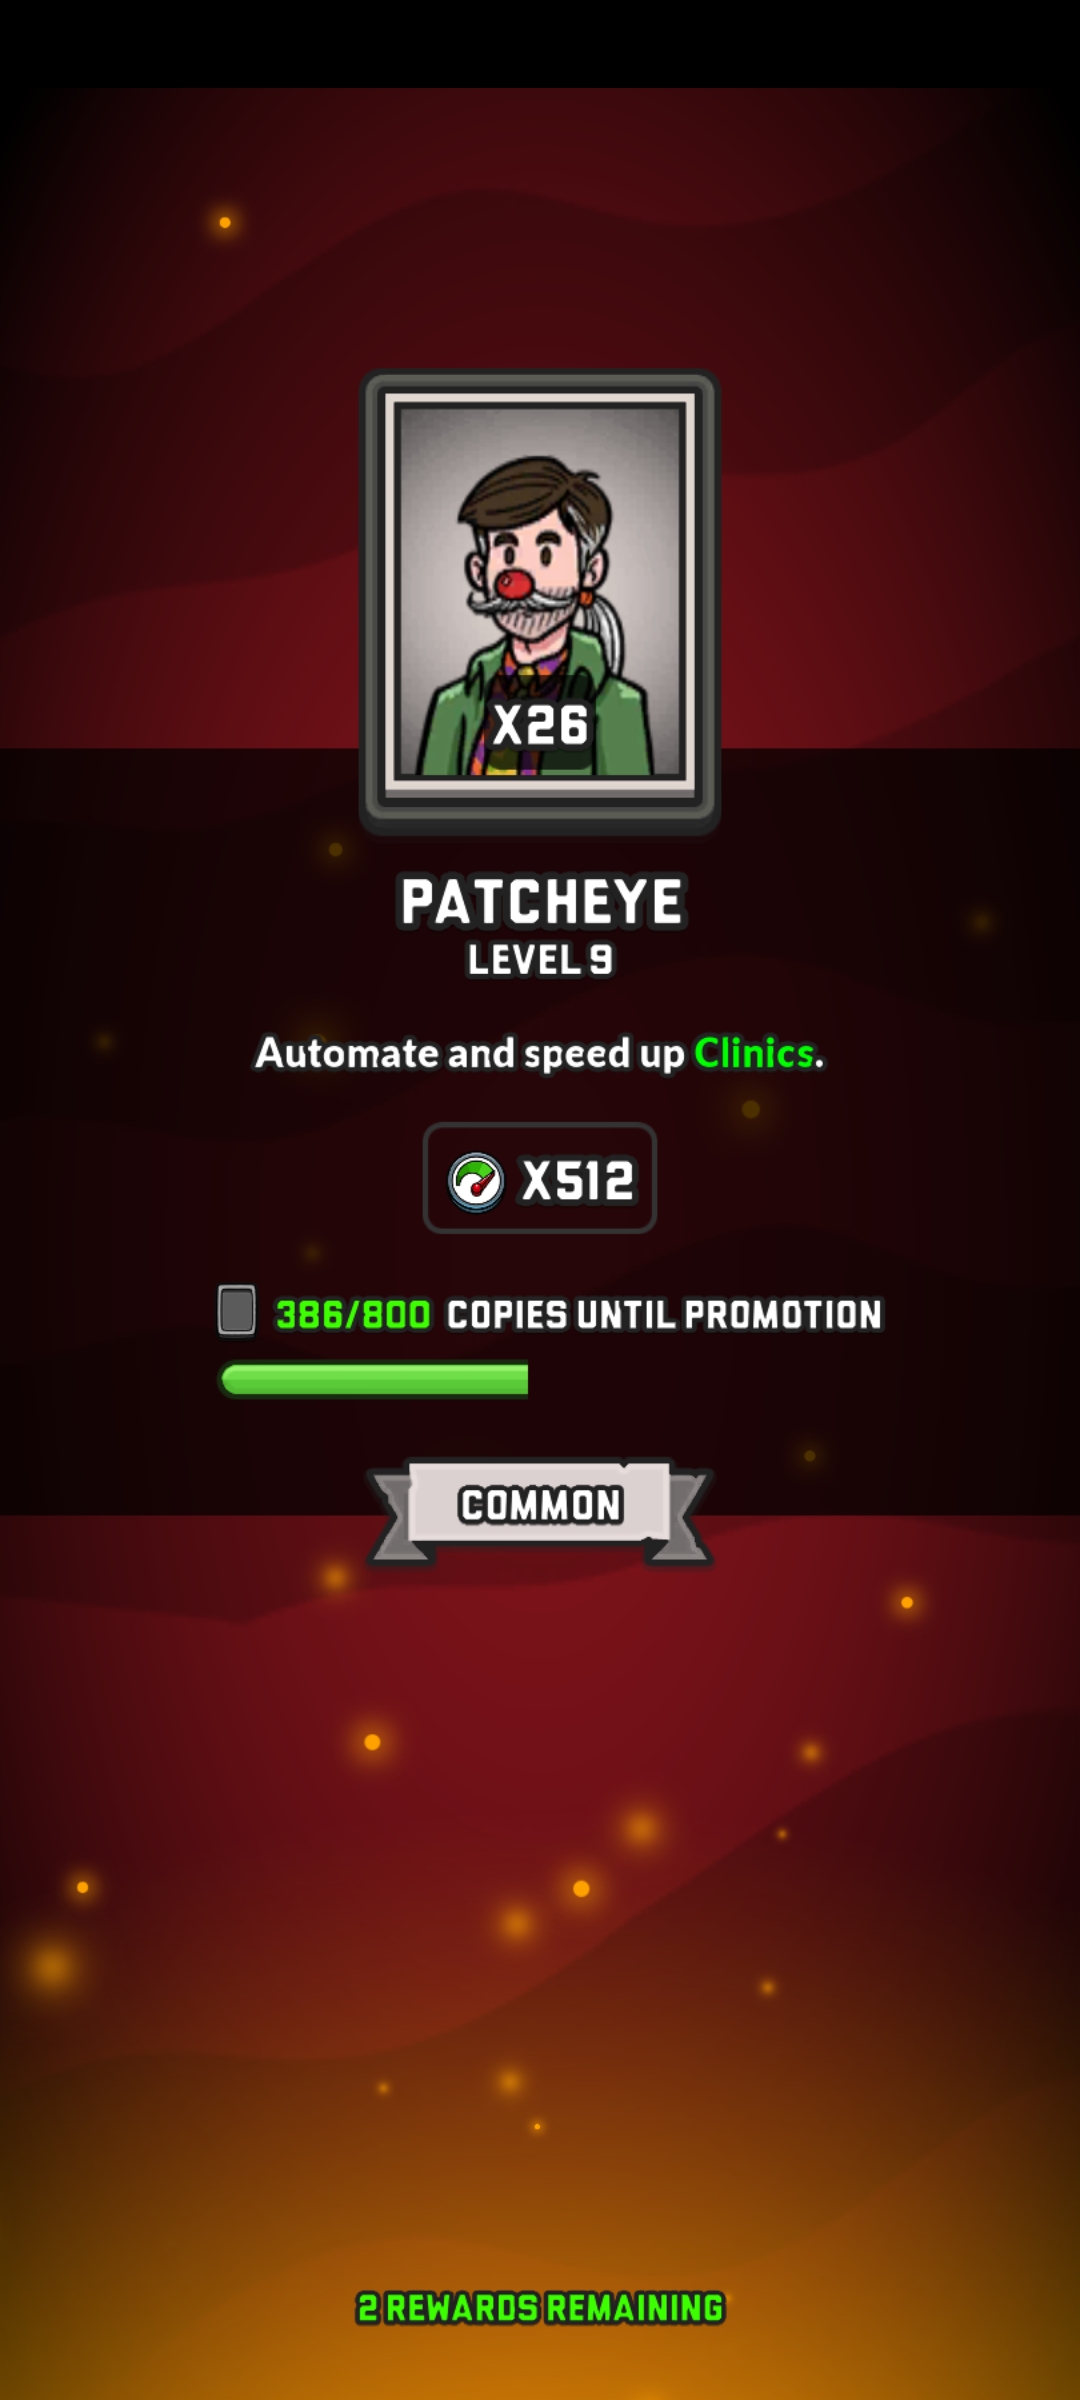 X26
PATCHEYE
LEVEL 9
Automate and speed up Clinics.
X512
386/800 COPIES UNTIL PROMOTION
COMMON
2 REWARDS REMAINING